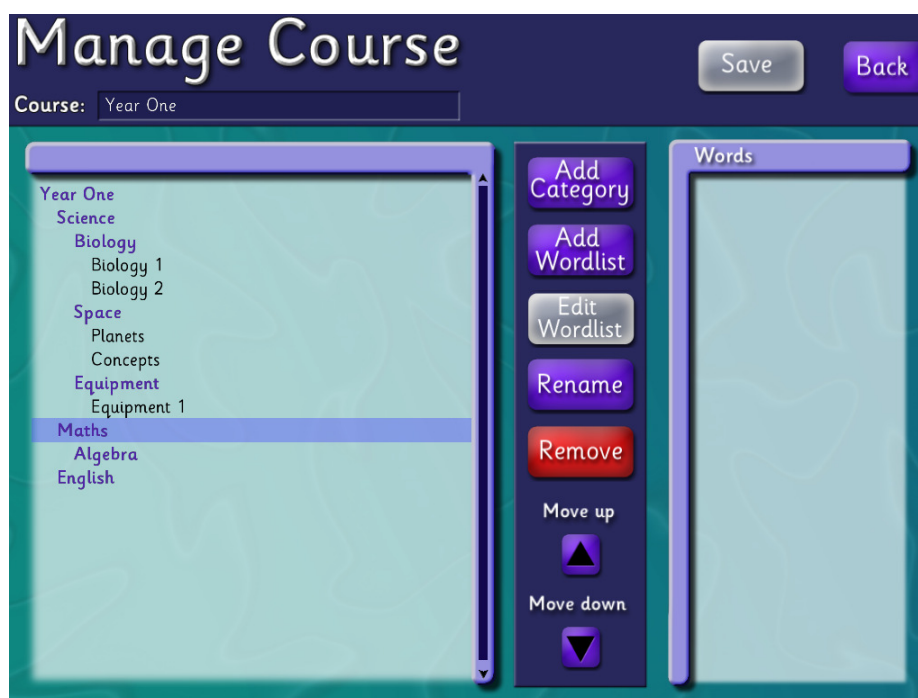 Manage Course
Save
Back
Course: Year One
Year One
Science
Biology
Biology 1
Biology 2
Space
Planets
Concepts
Equipment
Equipment 1
Maths
Algebra
English
Add
Category
Add
Wordlist
Edit
Wordlist
Rename
Remove
Move up
Move down
Words